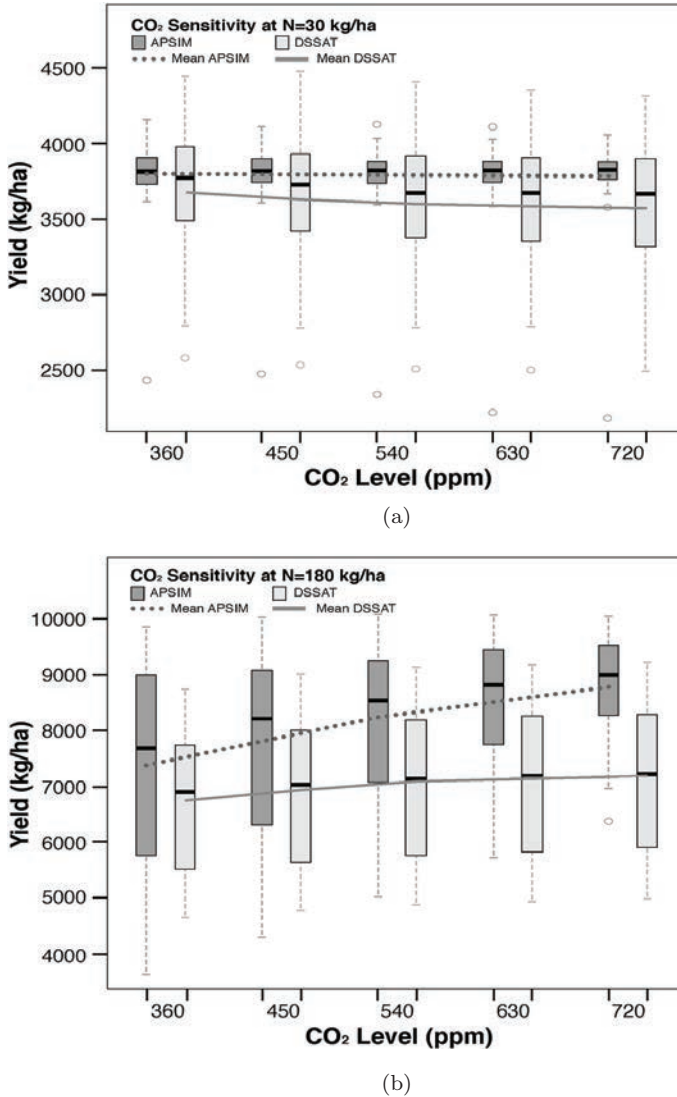 CO₂ Sensitivity at N=30 kg/ha
APSIM DSSAT
Mean APSIM Mean DSSAT
4500
4000
3500
3000
2500
Yield (kg/ha)
360 450 540 630 720
CO₂ Level (ppm)
(a)
CO₂ Sensitivity at N=180 kg/ha
APSIM DSSAT
Mean APSIM Mean DSSAT
10000
9000
8000
7000
6000
5000
4000
Yield (kg/ha)
360 450 540 630 720
CO₂ Level (ppm)
(b)